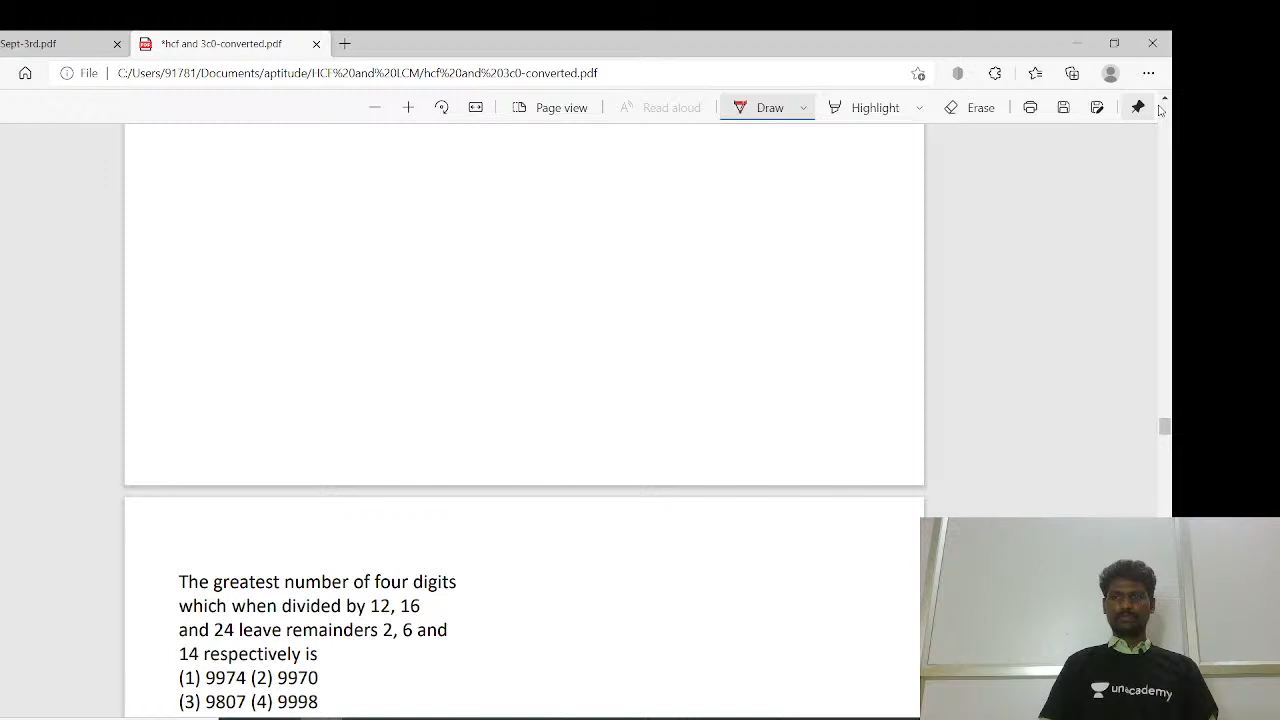 Sept-3rd.pdf
*hcf and 3c0-converted.pdf
File
C:/Users/91781/Documents/aptitude/HCF%20and%20LCM/hcf%20and%203c0-converted.pdf
Page view
Read aloud
Draw
Highlight
Erase
The greatest number of four digits
which when divided by 12, 16
and 24 leave remainders 2, 6 and
14 respectively is
(1) 9974 (2) 9970
(3) 9807 (4) 9998
unacademy